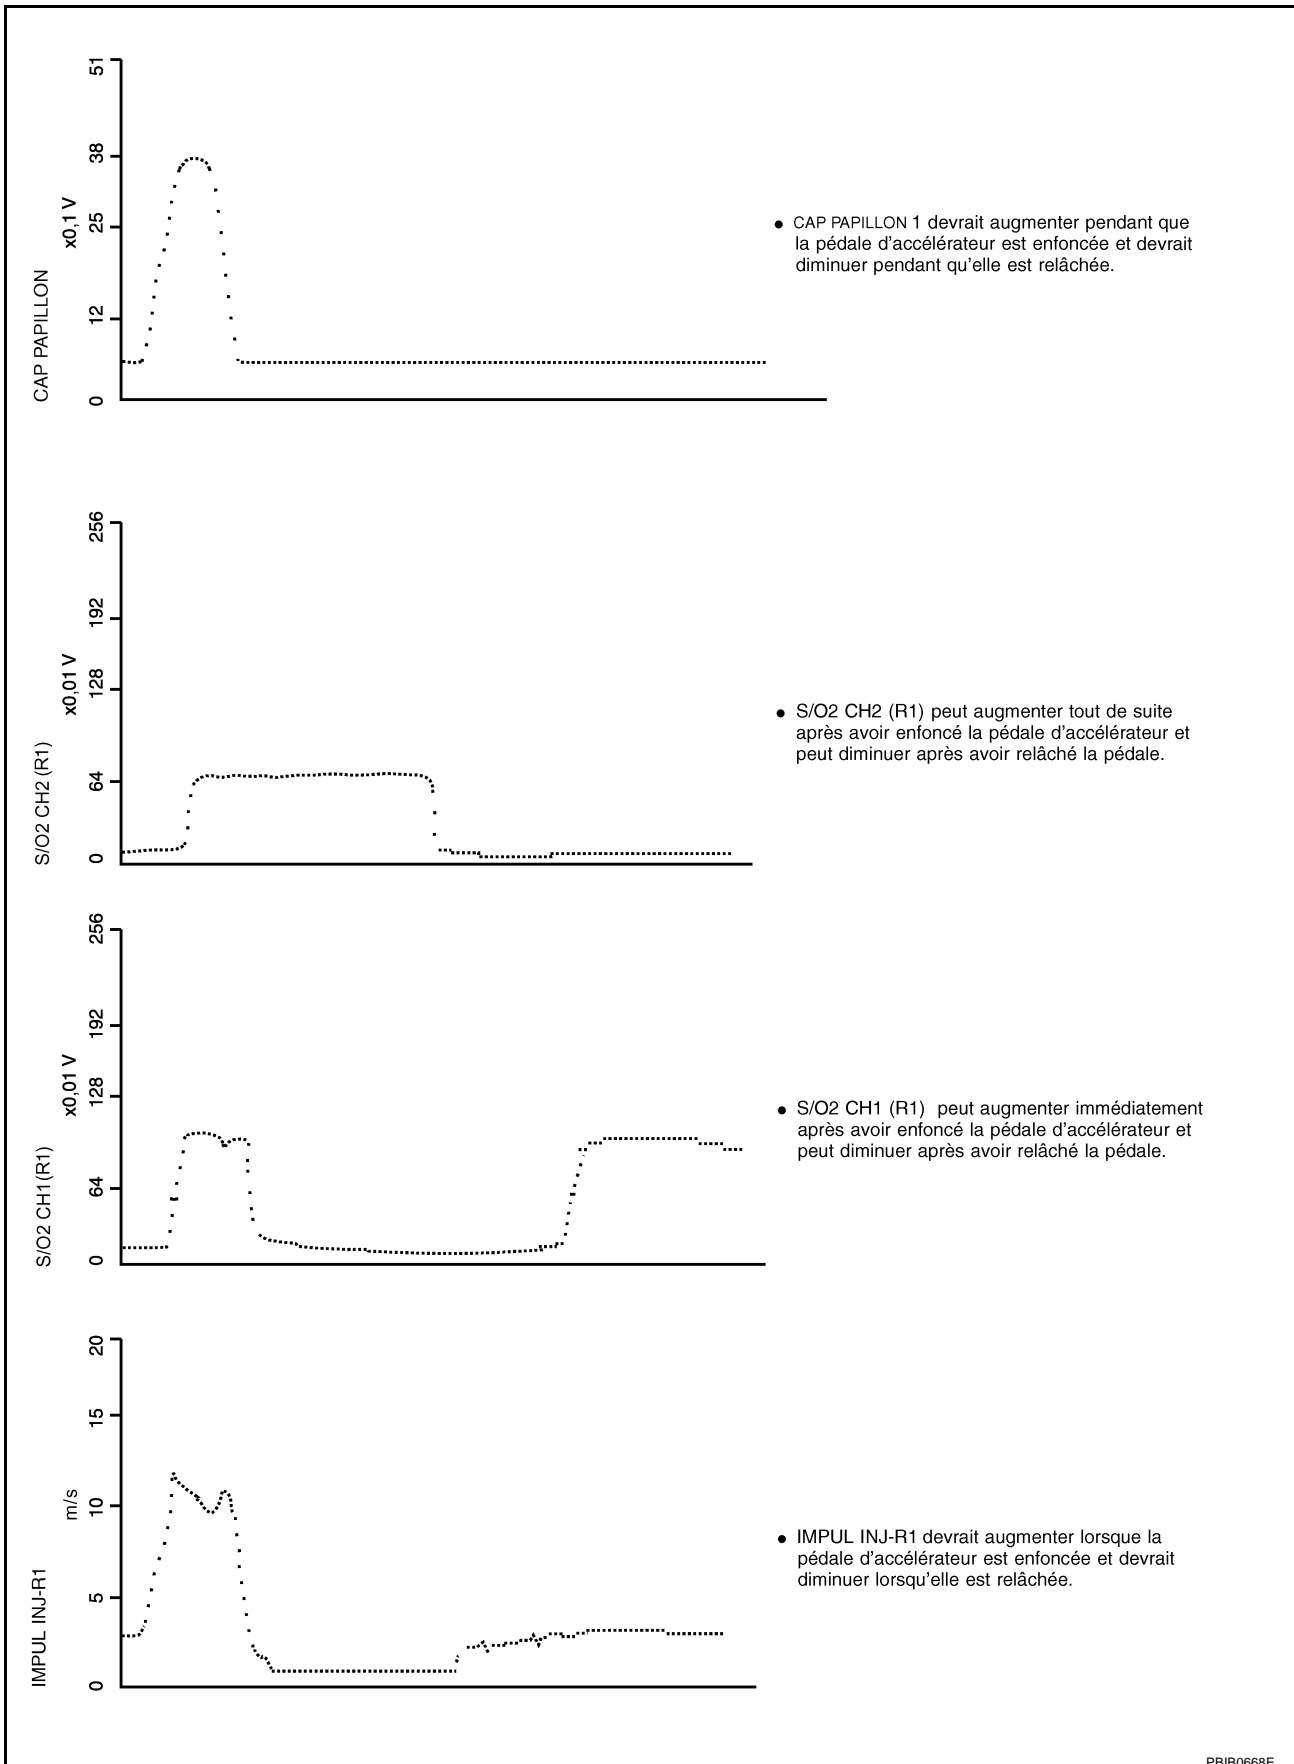 51
38
25
12
0
x0,1 V
CAP PAPILLON
● CAP PAPILLON 1 devrait augmenter pendant que
la pédale d'accélérateur est enfoncée et devrait
diminuer pendant qu'elle est relâchée.
256
192
128
64
0
x0,01 V
S/O2 CH2 (R1)
● S/O2 CH2 (R1) peut augmenter tout de suite
après avoir enfoncé la pédale d'accélérateur et
peut diminuer après avoir relâché la pédale.
256
192
128
64
0
x0,01 V
S/O2 CH1(R1)
● S/O2 CH1 (R1) peut augmenter immédiatement
après avoir enfoncé la pédale d'accélérateur et
peut diminuer après avoir relâché la pédale.
20
15
10
5
0
m/s
IMPUL INJ-R1
● IMPUL INJ-R1 devrait augmenter lorsque la
pédale d'accélérateur est enfoncée et devrait
diminuer lorsqu'elle est relâchée.
PBIB0668E